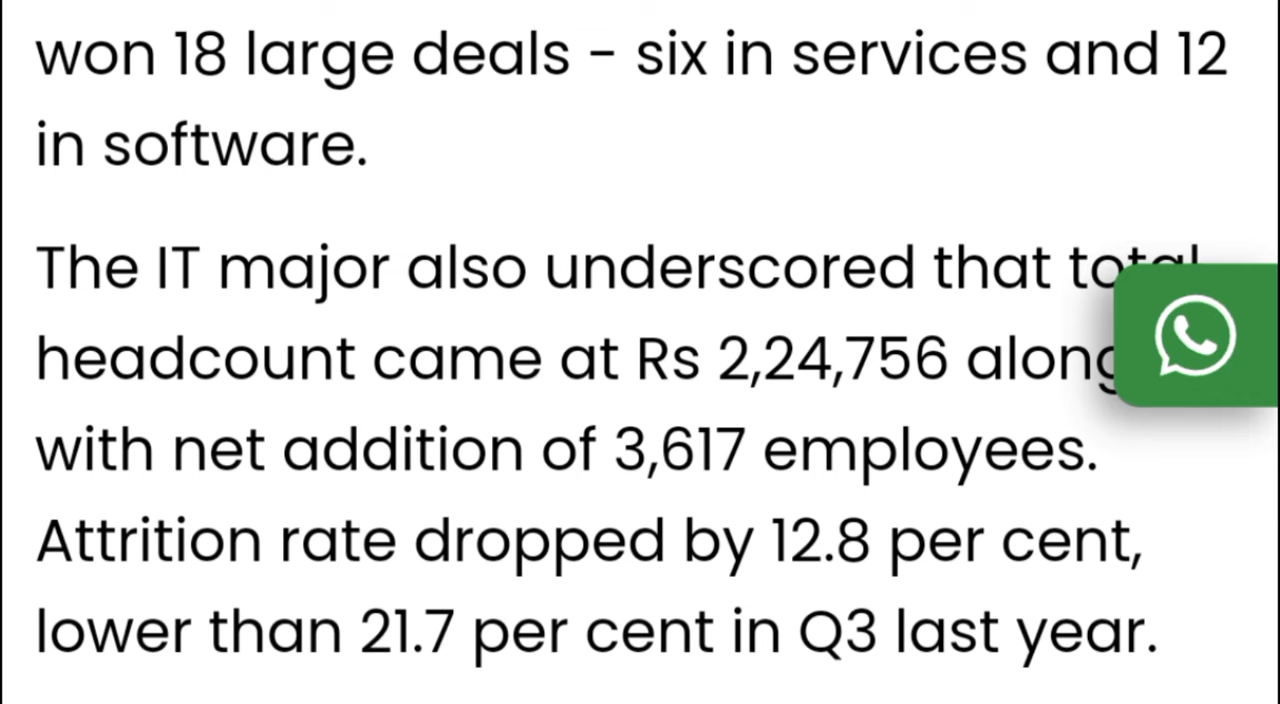 won 18 large deals - six in services and 12
in software.
The IT major also underscored that total
headcount came at Rs 2,24,756 along
with net addition of 3,617 employees.
Attrition rate dropped by 12.8 per cent,
lower than 21.7 per cent in Q3 last year.